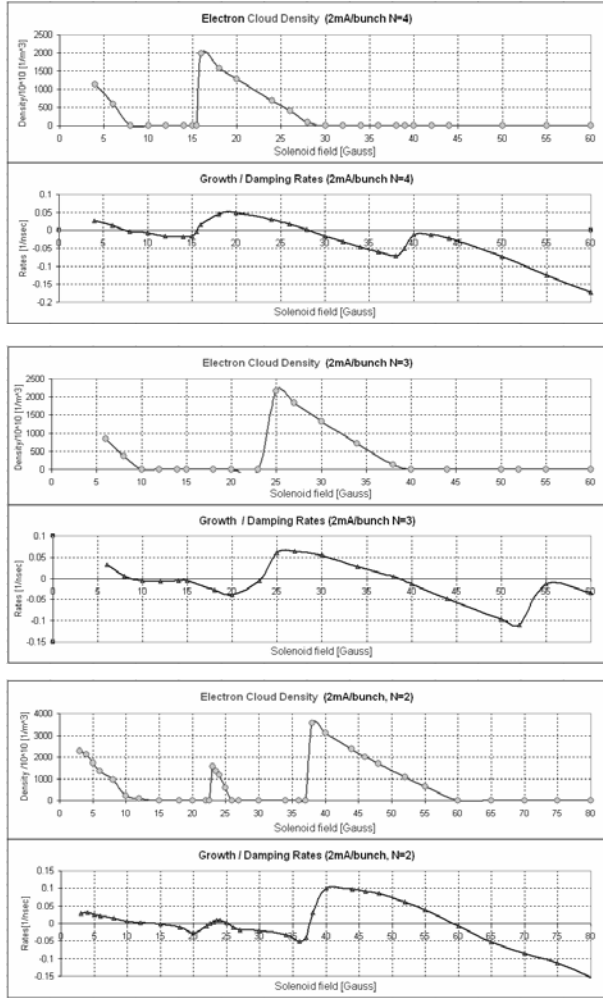 Electron Cloud Density (2mA/bunch N=4)
Density/10^10 [1/m^3]
2500
2000
1500
1000
500
0
0 5 10 15 20 25 30 35 40 45 50 55 60
Solenoid field [Gauss]
Growth / Damping Rates (2mA/bunch N=4)
Rates [1/nsec]
0.1
0.05
0
-0.05
-0.1
-0.15
-0.2
0 5 10 15 20 25 30 35 40 45 50 55 60
Solenoid field [Gauss]
Electron Cloud Density (2mA/bunch N=3)
Density/10^10 [1/m^3]
2500
2000
1500
1000
500
0
0 5 10 15 20 25 30 35 40 45 50 55 60
Solenoid field [Gauss]
Growth / Damping Rates (2mA/bunch N=3)
Rates [1/nsec]
0.1
0.05
0
-0.05
-0.1
-0.15
0 5 10 15 20 25 30 35 40 45 50 55 60
Solenoid field [Gauss]
Electron Cloud Density (2mA/bunch, N=2)
Density /10^10 [1/m^3]
4000
3000
2000
1000
0
0 5 10 15 20 25 30 35 40 45 50 55 60 65 70 75 80
Solenoid field [Gauss]
Growth / Damping Rates (2mA/bunch, N=2)
Rates[1/nsec]
0.15
0.1
0.05
0
-0.05
-0.1
-0.15
0 5 10 15 20 25 30 35 40 45 50 55 60 65 70 75 80
Solenoid field [Gauss]